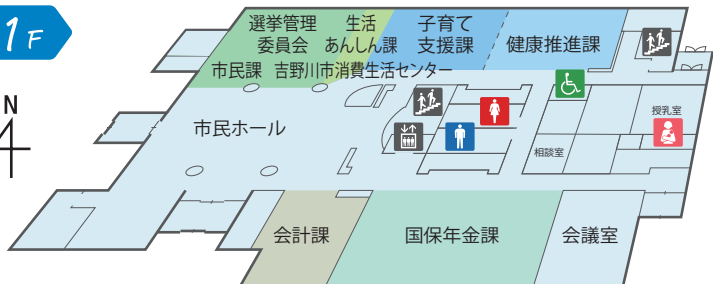 1F
N
選挙管理
委員会
生活
あんしん課
子育て
支援課
健康推進課
市民課
吉野川市消費生活センター
市民ホール
授乳室
相談室
会計課
国保年金課
会議室